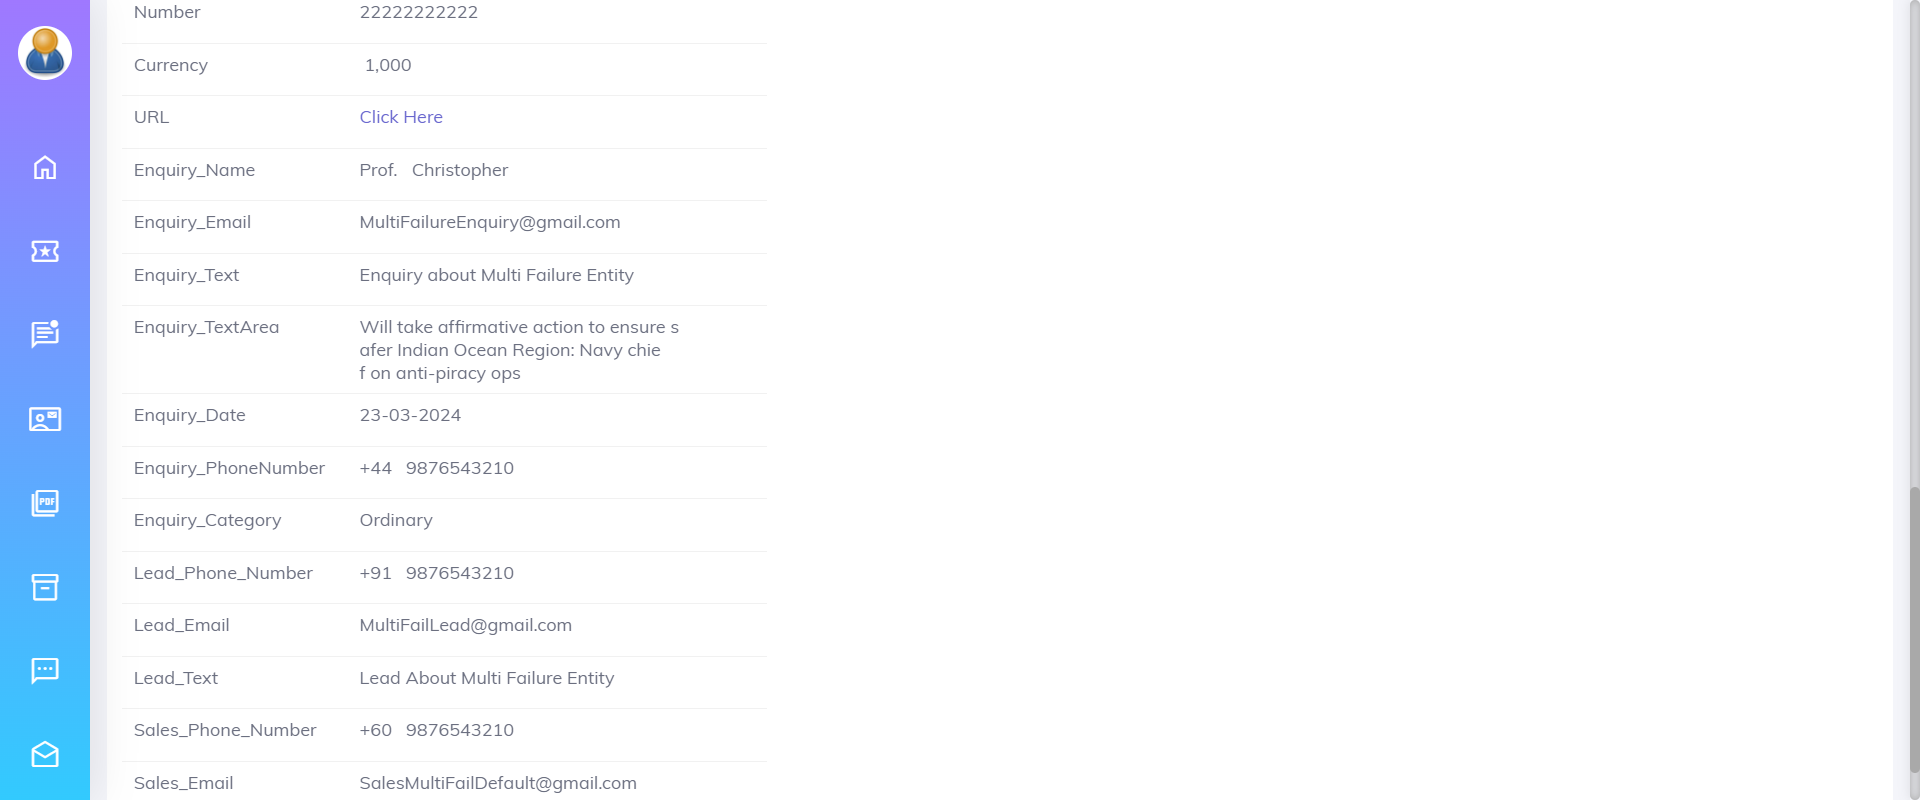 Number 22222222222
Currency 1,000
URL Click Here
Enquiry_Name Prof. Christopher
Enquiry_Email MultiFailureEnquiry@gmail.com
Enquiry_Text Enquiry about Multi Failure Entity
Enquiry_TextArea Will take affirmative action to ensure s
afer Indian Ocean Region: Navy chie
f on anti-piracy ops
Enquiry_Date 23-03-2024
Enquiry_PhoneNumber +44 9876543210
Enquiry_Category Ordinary
Lead_Phone_Number +91 9876543210
Lead_Email MultiFailLead@gmail.com
Lead_Text Lead About Multi Failure Entity
Sales_Phone_Number +60 9876543210
Sales_Email SalesMultiFailDefault@gmail.com
PDF